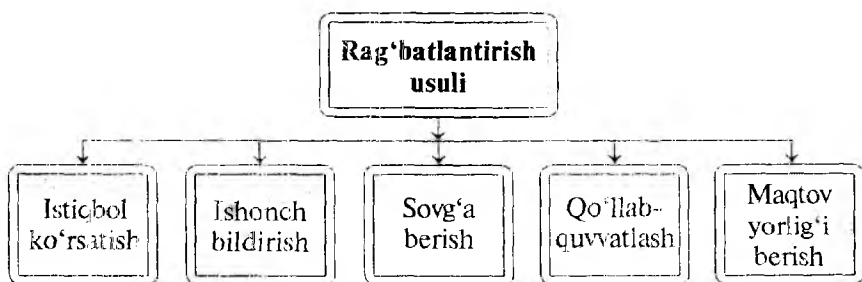 Rag‘batlantirish
usuli
Istiqbol
ko‘rsatish
Ishonch
bildirish
Sovg‘a
berish
Qo‘llab-
quvvatlash
Maqtov
yorlig‘i
berish